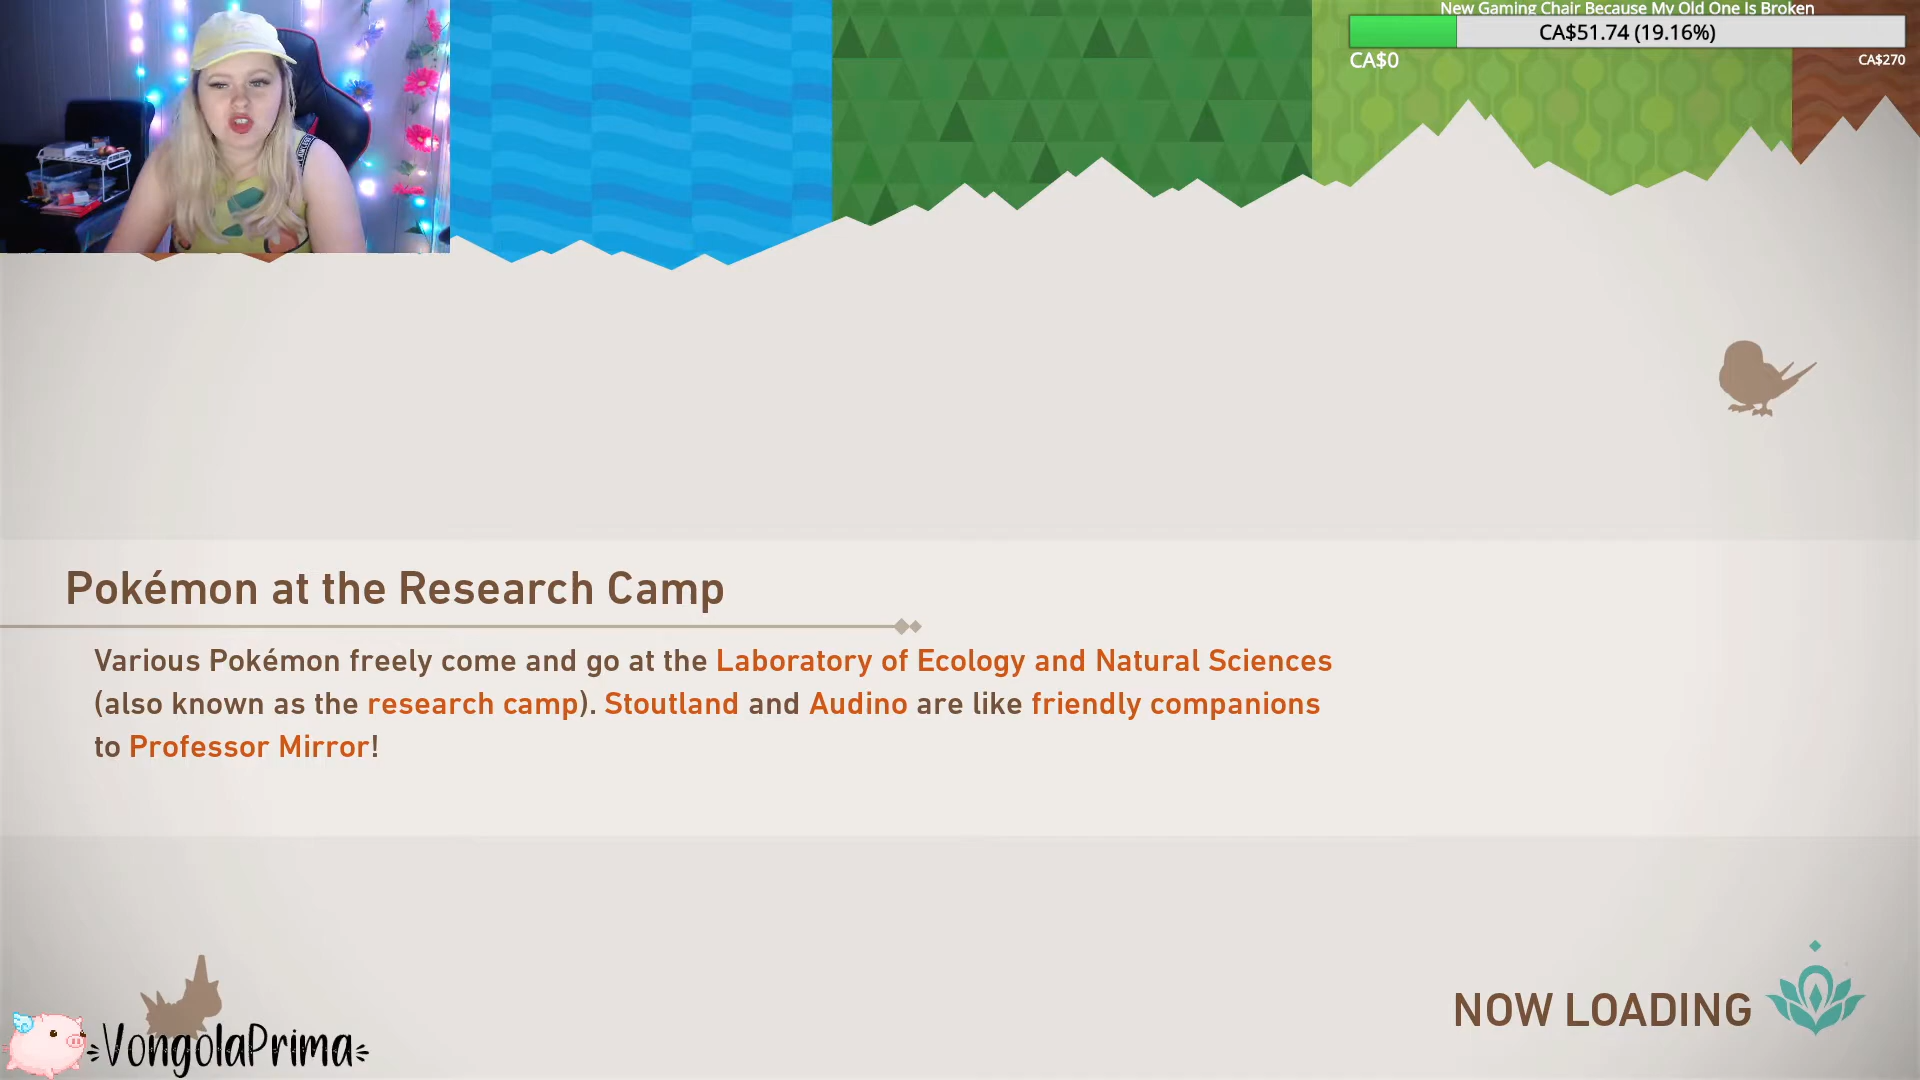 New Gaming Chair Because My Old One Is Broken
CA$51.74 (19.16%)
CA$0
CA$270
Pokémon at the Research Camp
Various Pokémon freely come and go at the Laboratory of Ecology and Natural Sciences
(also known as the research camp). Stoutland and Audino are like friendly companions
to Professor Mirror!
NOW LOADING
VongolaPrima